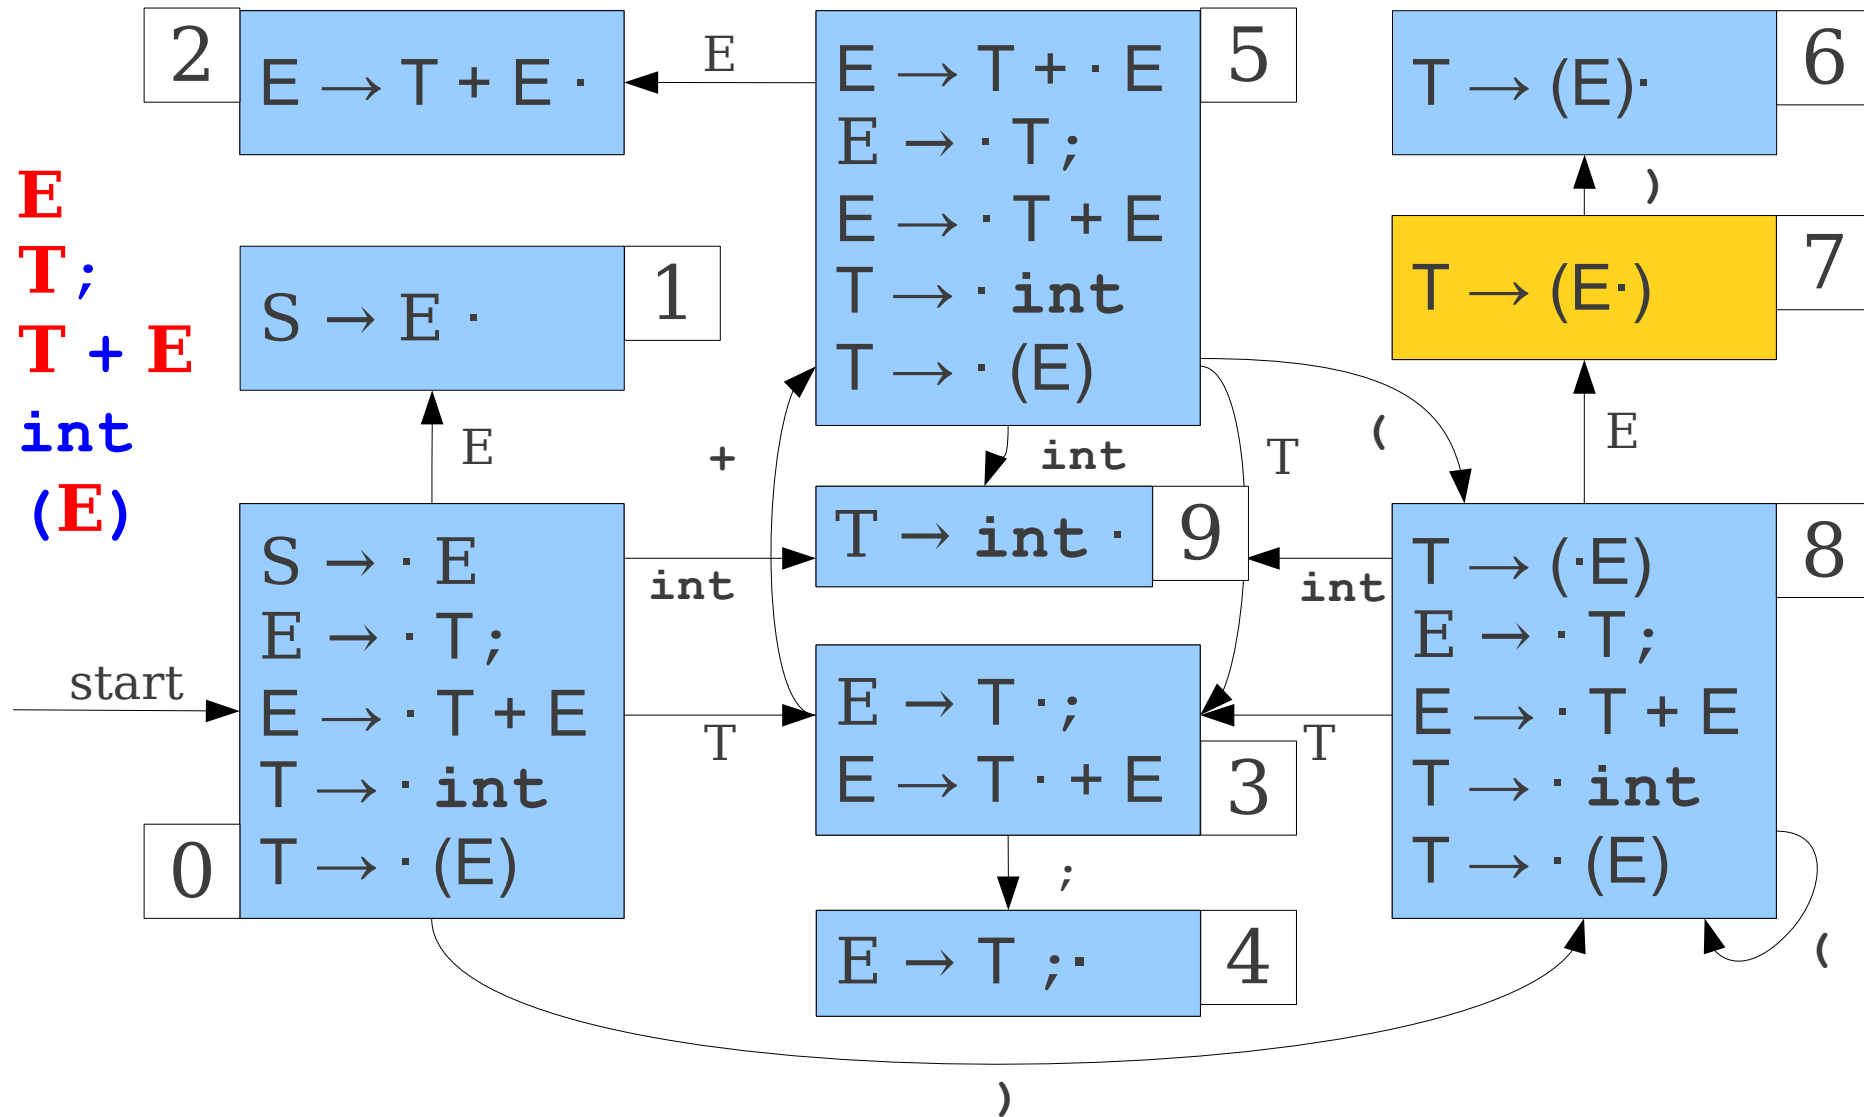 E
T ;
T + E
int
(E)
start
2
E → T + E ·
E
5
E → T + · E
E → · T ;
E → · T + E
T → · int
T → · (E)
6
T → (E)·
)
1
S → E ·
E
7
T → (E·)
E
+
int
T
(
0
S → · E
E → · T ;
E → · T + E
T → · int
T → · (E)
int
T
9
T → int ·
int
T
3
E → T · ;
E → T · + E
;
4
E → T ; ·
8
T → (·E)
E → · T ;
E → · T + E
T → · int
T → · (E)
(
)